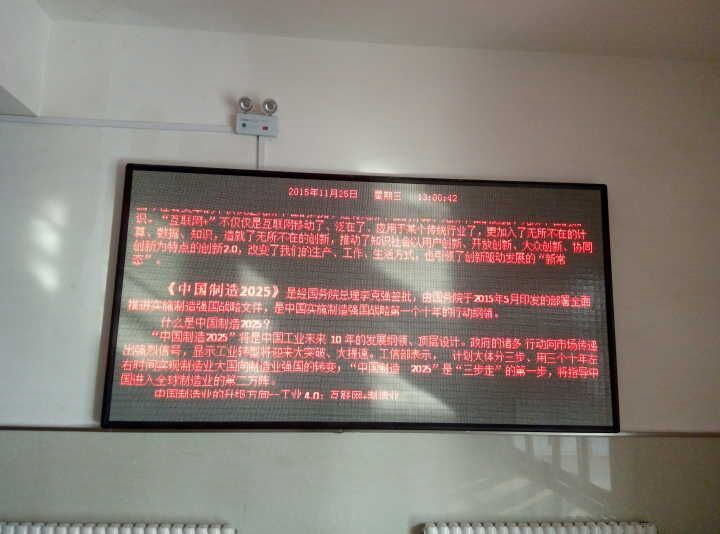 2015年11月25日 星期三 13:00:42
识、“互联网+”不仅仅是互联网移动了、泛在了、应用于某个传统行业了，更加入了无所不在的计
算、数据、知识，造就了无所不在的创新，推动了知识社会以用户创新、开放创新、大众创新、协同
创新为特点的创新2.0，改变了我们的生产、工作、生活方式，也引领了创新驱动发展的“新常
态”。
《中国制造2025》是经国务院总理李克强签批，由国务院于2015年5月印发的部署全面
推进实施制造强国战略文件，是中国实施制造强国战略第一个十年的行动纲领。
什么是中国制造2025？
“中国制造2025”将是中国工业未来 10 年的发展纲领、顶层设计。政府的诸多 行动向市场传递
出强烈信号，显示工业转型将迎来大突破、大提速。工信部表示， 计划大体分三步，用三个十年左
右时间实现制造业大国向制造业强国的转变，“中国制造 2025”是“三步走”的第一步，将指导中
国进入全球制造业的第二方阵。
中国制造业的升级方向--工业4.0：互联网+制造业